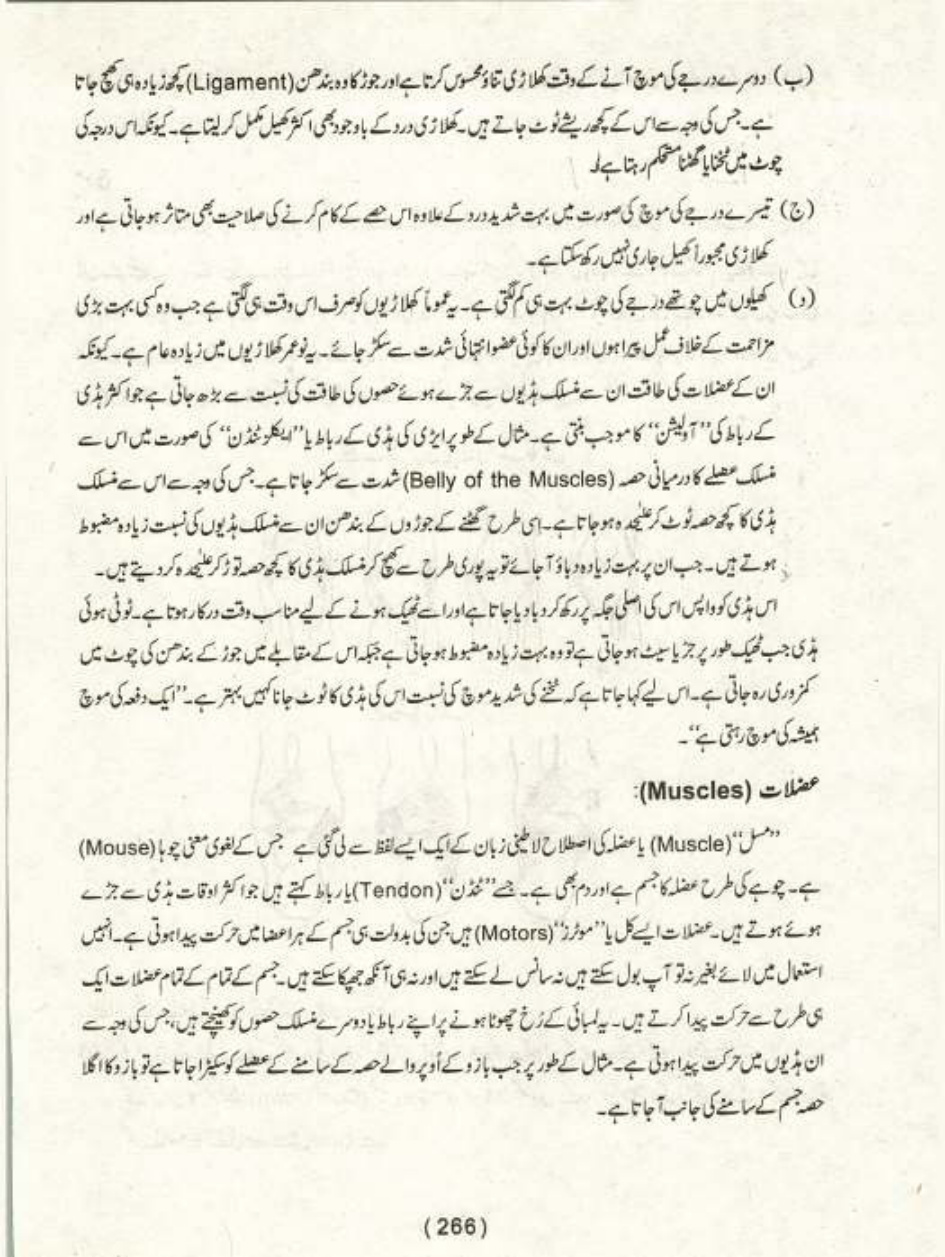 (ب) دوسرے درجے کی موچ آنے کے وقت کھلاڑی تناؤ محسوس کرتا ہے اور جوڑ کا وہ بندھن (Ligament) کچھ زیادہ ہی کھچ جاتا
ہے۔ جس کی وجہ سے اس کے کچھ ریشے ٹوٹ جاتے ہیں۔ کھلاڑی درد کے باوجود بھی اکثر کھیل مکمل کر لیتا ہے۔ کیونکہ اس درجہ کی
چوٹ میں ٹخنا یا گھٹنا مستحکم رہتا ہے۔
(ج) تیسرے درجے کی موچ کی صورت میں بہت شدید درد کے علاوہ اس حصے کے کام کرنے کی صلاحیت بھی متاثر ہو جاتی ہے اور
کھلاڑی مجبوراً کھیل جاری نہیں رکھ سکتا ہے۔
(د) کھیلوں میں چوتھے درجے کی چوٹ بہت ہی کم لگتی ہے۔ یہ عموماً کھلاڑیوں کو صرف اس وقت ہی لگتی ہے جب وہ کسی بہت بڑی
مزاحمت کے خلاف عمل پیرا ہوں اور ان کا کوئی عضو انتہائی شدت سے سکڑ جائے۔ یہ نو عمر کھلاڑیوں میں زیادہ عام ہے۔ کیونکہ
ان کے عضلات کی طاقت ان سے منسلک ہڈیوں سے جڑے ہوئے حصوں کی طاقت کی نسبت سے بڑھ جاتی ہے جو اکثر ہڈی
کے رباط کی ”آولیشن“ کا موجب بنتی ہے۔ مثال کے طور پر ایڑی کی ہڈی کے رباط یا ”ایکلز ٹنڈن“ کی صورت میں اس سے
منسلک عضلے کا درمیانی حصہ (Belly of the Muscles) شدت سے سکڑ جاتا ہے۔ جس کی وجہ سے اس سے منسلک
ہڈی کا کچھ حصہ ٹوٹ کر علیٰحدہ ہو جاتا ہے۔ اسی طرح گھٹنے کے جوڑوں کے بندھن ان سے منسلک ہڈیوں کی نسبت زیادہ مضبوط
ہوتے ہیں۔ جب ان پر بہت زیادہ دباؤ آ جائے تو یہ پوری طرح سے کھچ کر منسلک ہڈی کا کچھ حصہ توڑ کر علیٰحدہ کر دیتے ہیں۔
اس ہڈی کو واپس اس کی اصلی جگہ پر رکھ کر دبا دیا جاتا ہے اور اسے ٹھیک ہونے کے لیے مناسب وقت درکار ہوتا ہے۔ ٹوٹی ہوئی
ہڈی جب ٹھیک طور پر جڑ یا سیٹ ہو جاتی ہے تو وہ بہت زیادہ مضبوط ہو جاتی ہے جبکہ اس کے مقابلے میں جوڑ کے بندھن کی چوٹ میں
کمزوری رہ جاتی ہے۔ اس لیے کہا جاتا ہے کہ ٹخنے کی شدید موچ کی نسبت اس کی ہڈی کا ٹوٹ جانا کہیں بہتر ہے۔ ”ایک دفعہ کی موچ
ہمیشہ کی موچ رہتی ہے“۔
عضلات (Muscles):
”مسل“ (Muscle) یا عضلہ کی اصطلاح لاطینی زبان کے ایک ایسے لفظ سے لی گئی ہے جس کے لغوی معنی چوہا (Mouse)
ہے۔ چوہے کی طرح عضلہ کا جسم ہے اور دم بھی ہے۔ جسے ”ٹنڈن“ (Tendon) یا رباط کہتے ہیں جو اکثر اوقات ہڈی سے جڑے
ہوئے ہوتے ہیں۔ عضلات ایسے کل یا ”موٹرز“ (Motors) ہیں جن کی بدولت ہی جسم کے ہر اعضا میں حرکت پیدا ہوتی ہے۔ انہیں
استعمال میں لائے بغیر نہ تو آپ بول سکتے ہیں نہ سانس لے سکتے ہیں اور نہ ہی آنکھ جھپکا سکتے ہیں۔ جسم کے تمام کے تمام عضلات ایک
ہی طرح سے حرکت پیدا کرتے ہیں۔ یہ لمبائی کے رُخ چھوٹا ہونے پر اپنے رباط یا دوسرے منسلک حصوں کو کھینچتے ہیں، جس کی وجہ سے
ان ہڈیوں میں حرکت پیدا ہوتی ہے۔ مثال کے طور پر جب بازو کے اُوپر والے حصہ کے سامنے کے عضلے کو سکیڑا جاتا ہے تو بازو کا اگلا
حصہ جسم کے سامنے کی جانب آ جاتا ہے۔
(266)